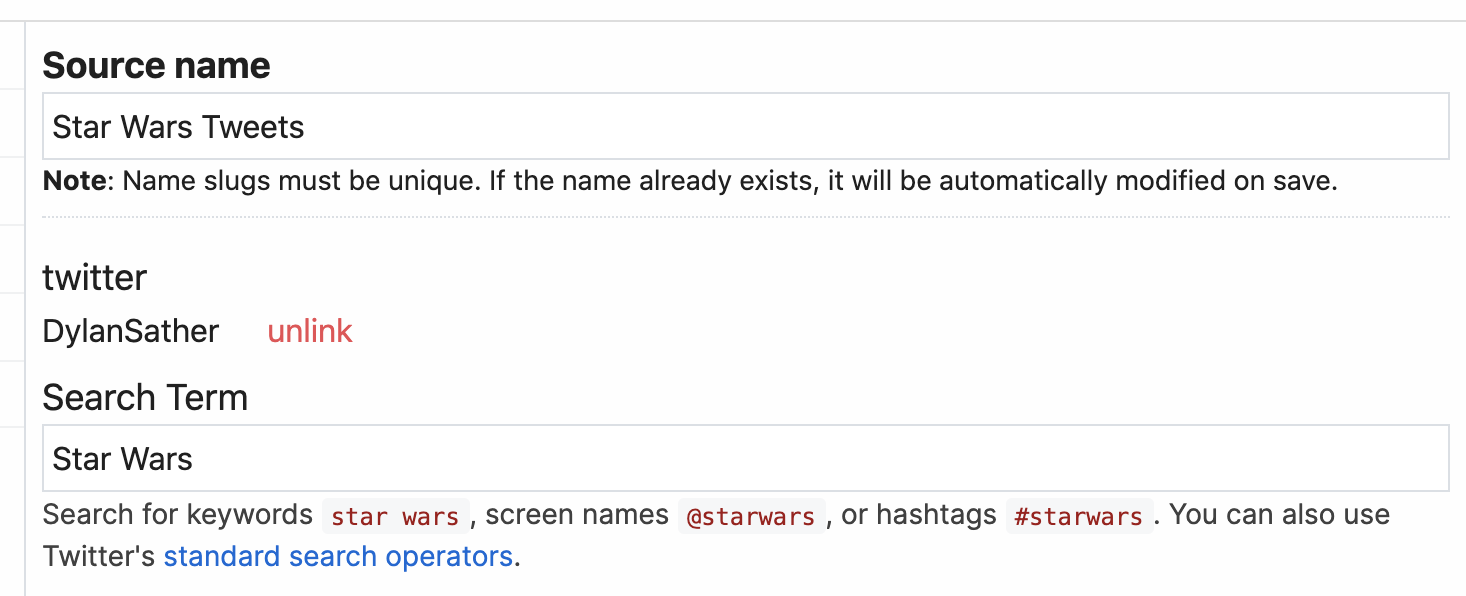 Source name
Star Wars Tweets
Note: Name slugs must be unique. If the name already exists, it will be automatically modified on save.
twitter
DylanSather unlink
Search Term
Star Wars
Search for keywords star wars , screen names @starwars , or hashtags #starwars . You can also use
Twitter's standard search operators.